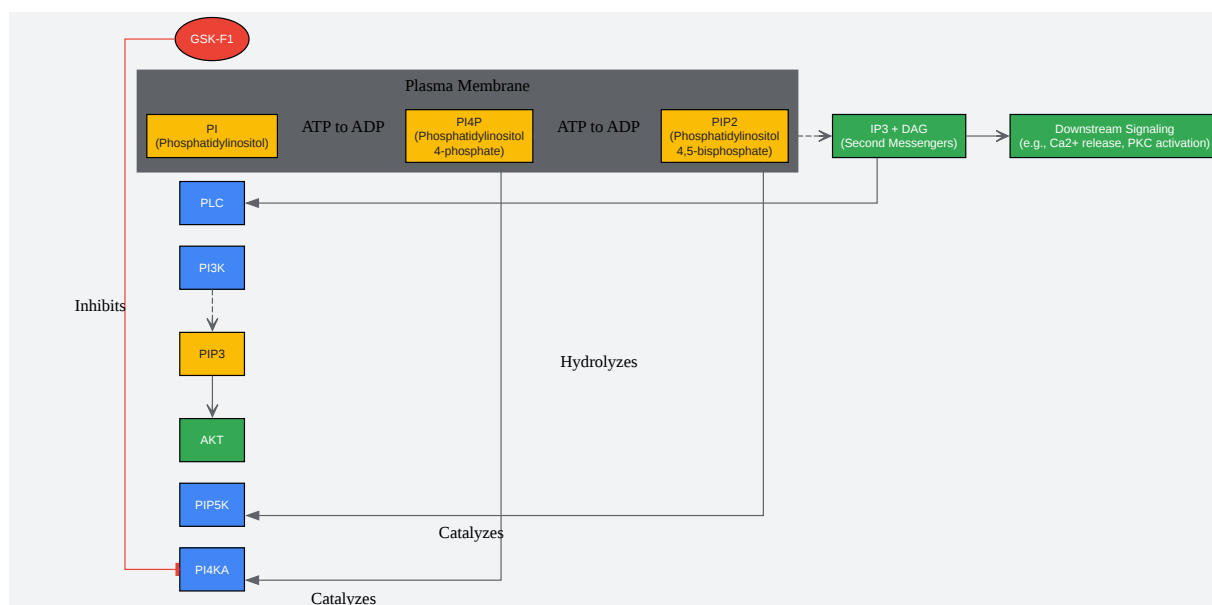 GSK-F1
Plasma Membrane
PI
(Phosphatidylinositol)
ATP to ADP
PI4P
(Phosphatidylinositol
4-phosphate)
ATP to ADP
PIP2
(Phosphatidylinositol
4,5-bisphosphate)
IP3 + DAG
(Second Messengers)
Downstream Signaling
(e.g., Ca2+ release, PKC activation)
PLC
PI3K
Inhibits
PIP3
Hydrolyzes
AKT
PIP5K
Catalyzes
PI4KA
Catalyzes